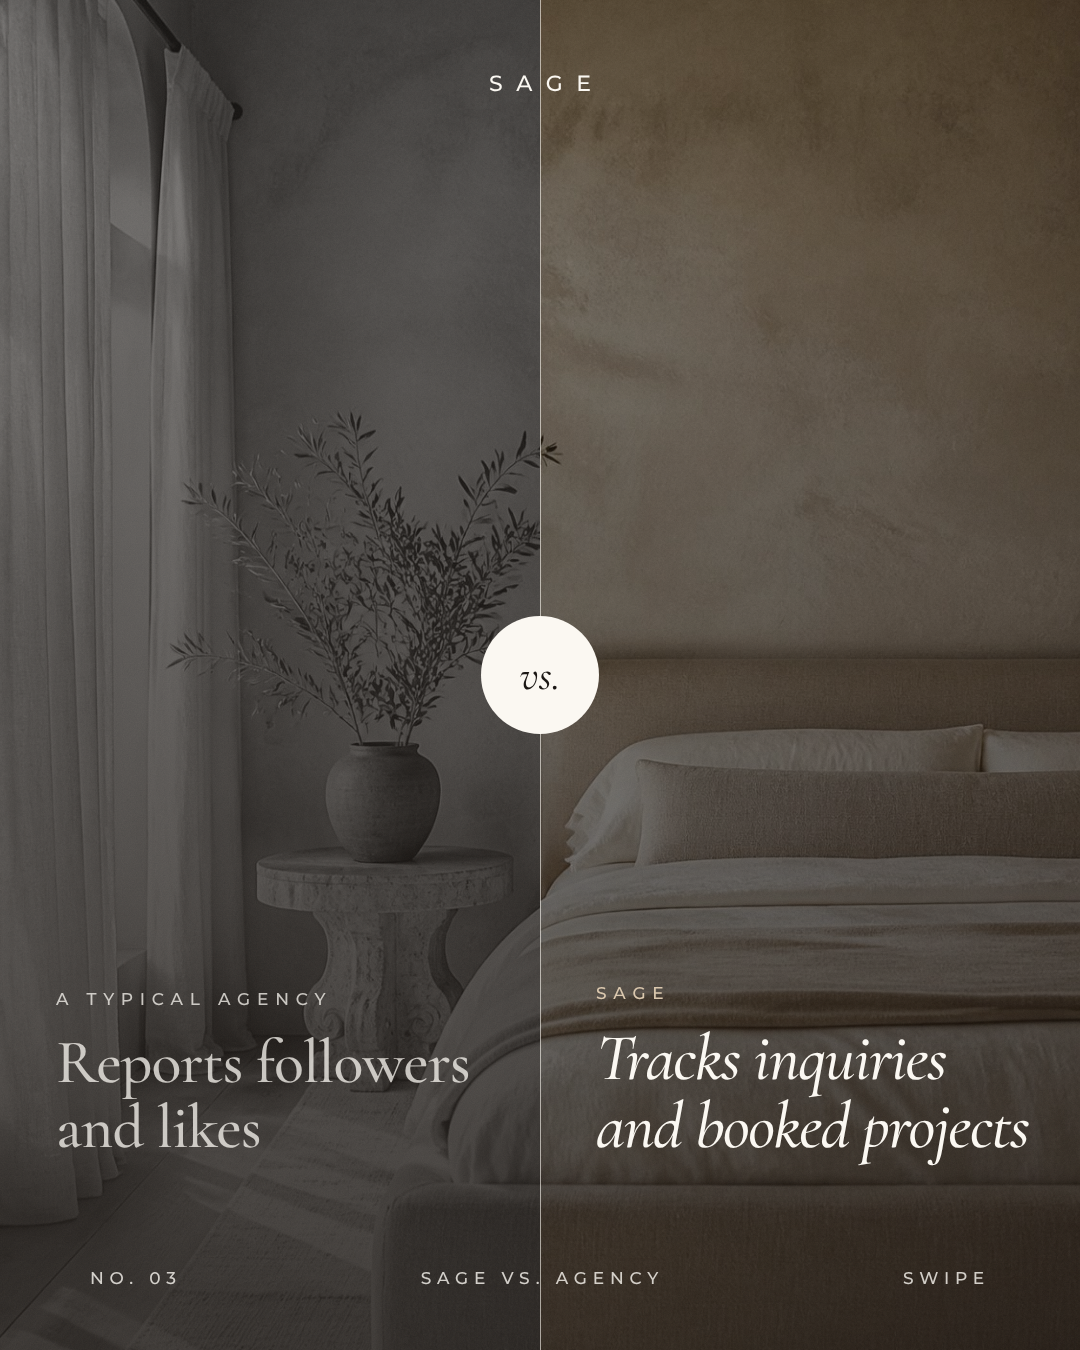 SAGE
vs.
A TYPICAL AGENCY
Reports followers
and likes
SAGE
Tracks inquiries
and booked projects
NO. 03
SAGE VS. AGENCY
SWIPE